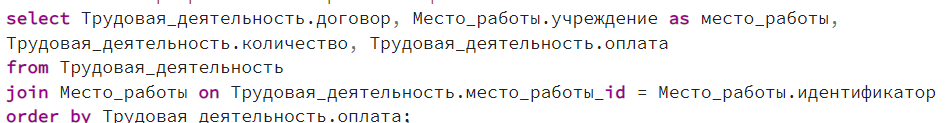 select Трудовая_деятельность.договор, Место_работы.учреждение as место_работы,
Трудовая_деятельность.количество, Трудовая_деятельность.оплата
from Трудовая_деятельность
join Место_работы on Трудовая_деятельность.место_работы_id = Место_работы.идентификатор
order by Трудовая_деятельность.оплата;